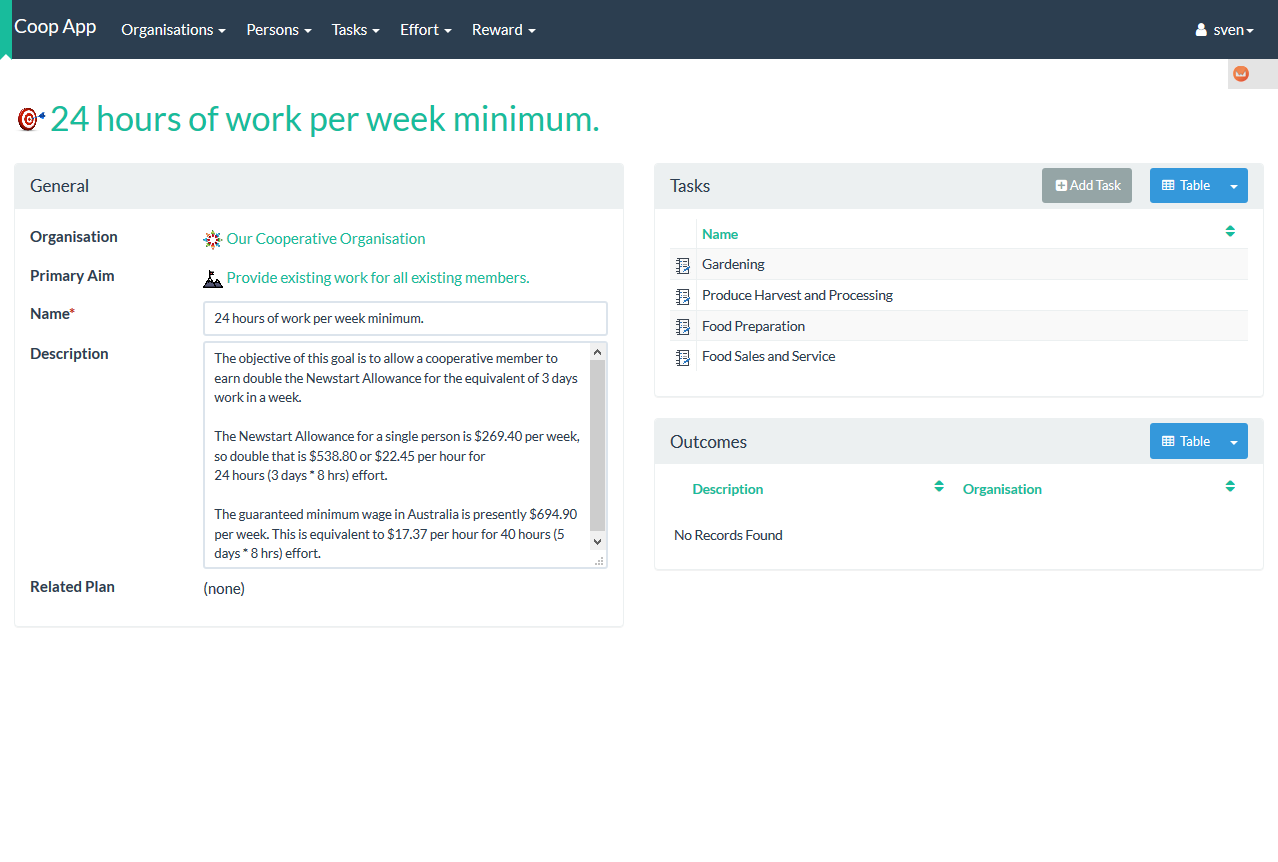 Coop App Organisations Persons Tasks Effort Reward sven
24 hours of work per week minimum.
General
Organisation Our Cooperative Organisation
Primary Aim Provide existing work for all existing members.
Name* 24 hours of work per week minimum.
Description The objective of this goal is to allow a cooperative member to
earn double the Newstart Allowance for the equivalent of 3 days
work in a week.
The Newstart Allowance for a single person is $269.40 per week,
so double that is $538.80 or $22.45 per hour for
24 hours (3 days * 8 hrs) effort.
The guaranteed minimum wage in Australia is presently $694.90
per week. This is equivalent to $17.37 per hour for 40 hours (5
days * 8 hrs) effort.
Related Plan (none)
Tasks Add Task Table
Name
Gardening
Produce Harvest and Processing
Food Preparation
Food Sales and Service
Outcomes Table
Description Organisation
No Records Found